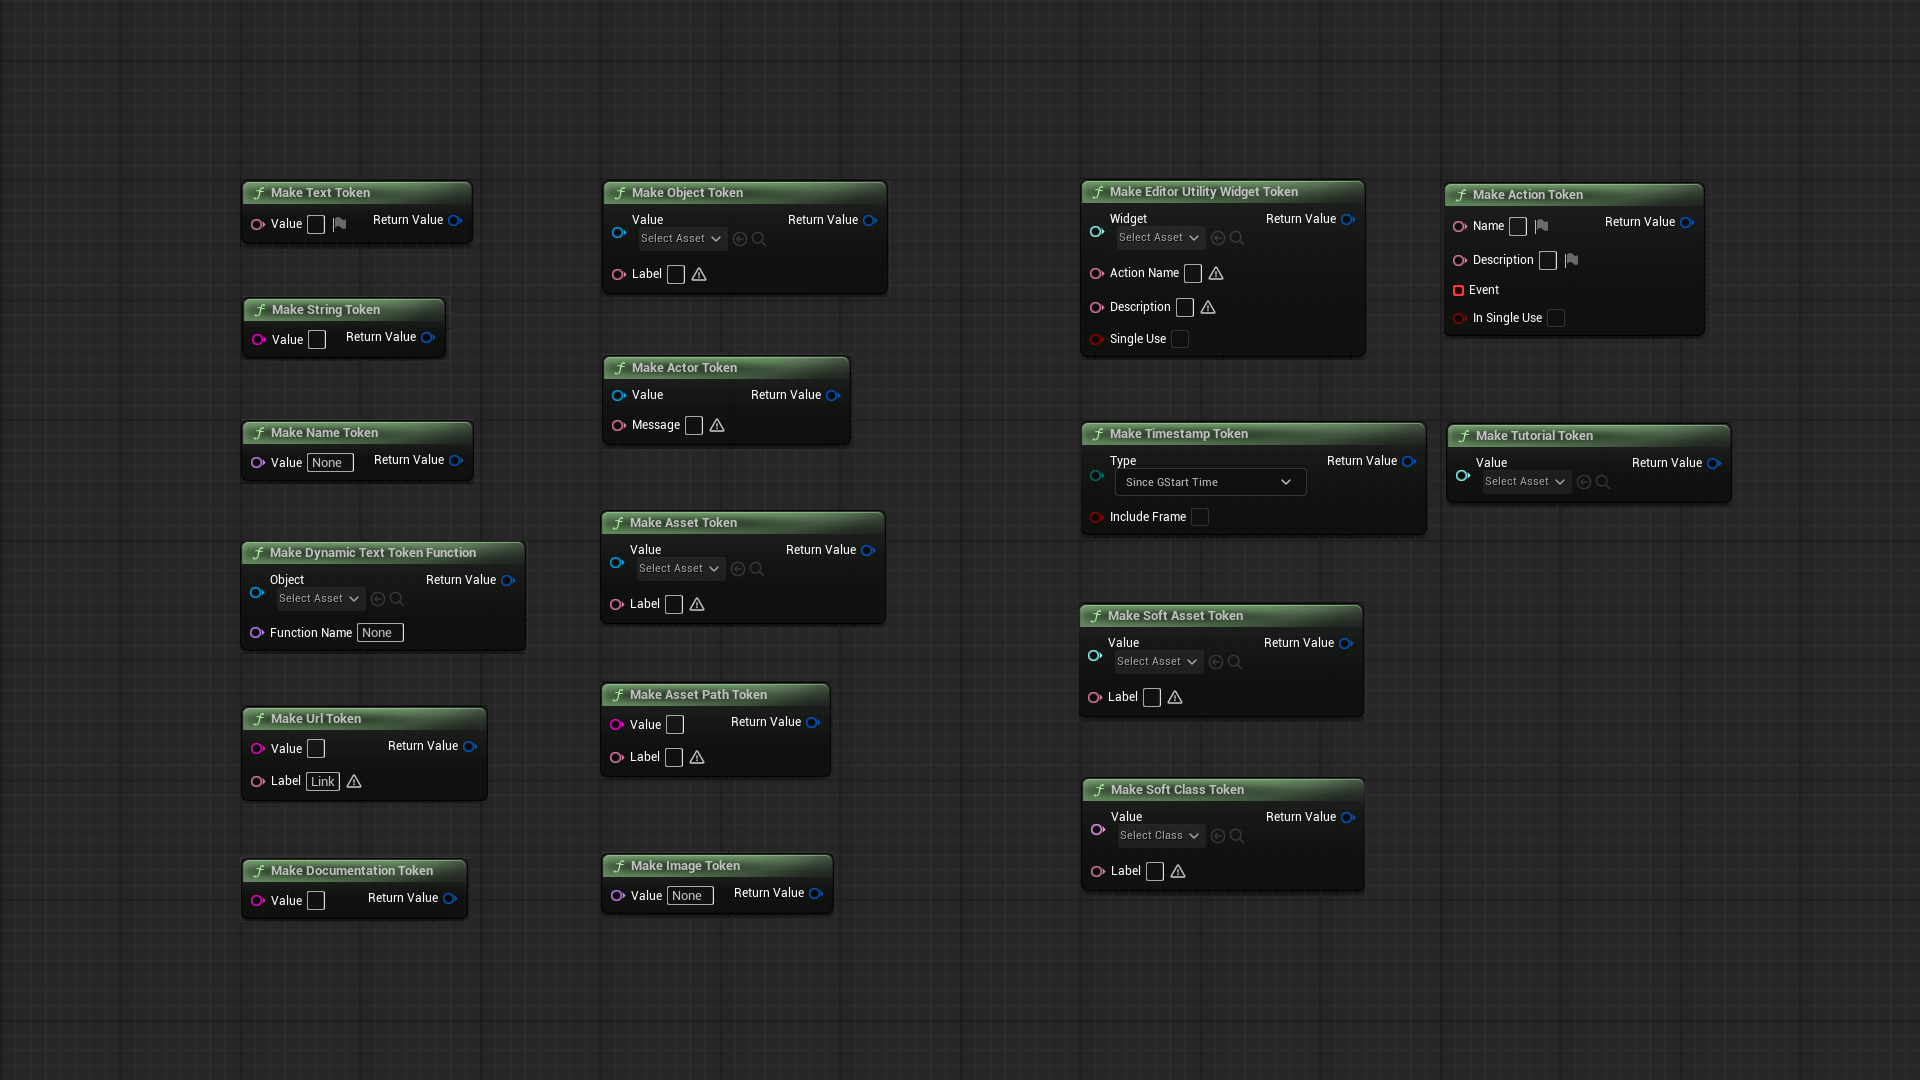 Make Text Token
Value
Return Value
Make String Token
Value
Return Value
Make Name Token
Value None
Return Value
Make Dynamic Text Token Function
Object
Return Value
Select Asset
Function Name None
Make Url Token
Value
Return Value
Label Link
Make Documentation Token
Value
Return Value
Make Object Token
Value
Return Value
Select Asset
Label
Make Actor Token
Value
Return Value
Message
Make Asset Token
Value
Return Value
Select Asset
Label
Make Asset Path Token
Value
Return Value
Label
Make Image Token
Value None
Return Value
Make Editor Utility Widget Token
Widget
Return Value
Select Asset
Action Name
Description
Single Use
Make Timestamp Token
Type
Return Value
Since GStart Time
Include Frame
Make Soft Asset Token
Value
Return Value
Select Asset
Label
Make Soft Class Token
Value
Return Value
Select Class
Label
Make Action Token
Name
Return Value
Description
Event
In Single Use
Make Tutorial Token
Value
Return Value
Select Asset